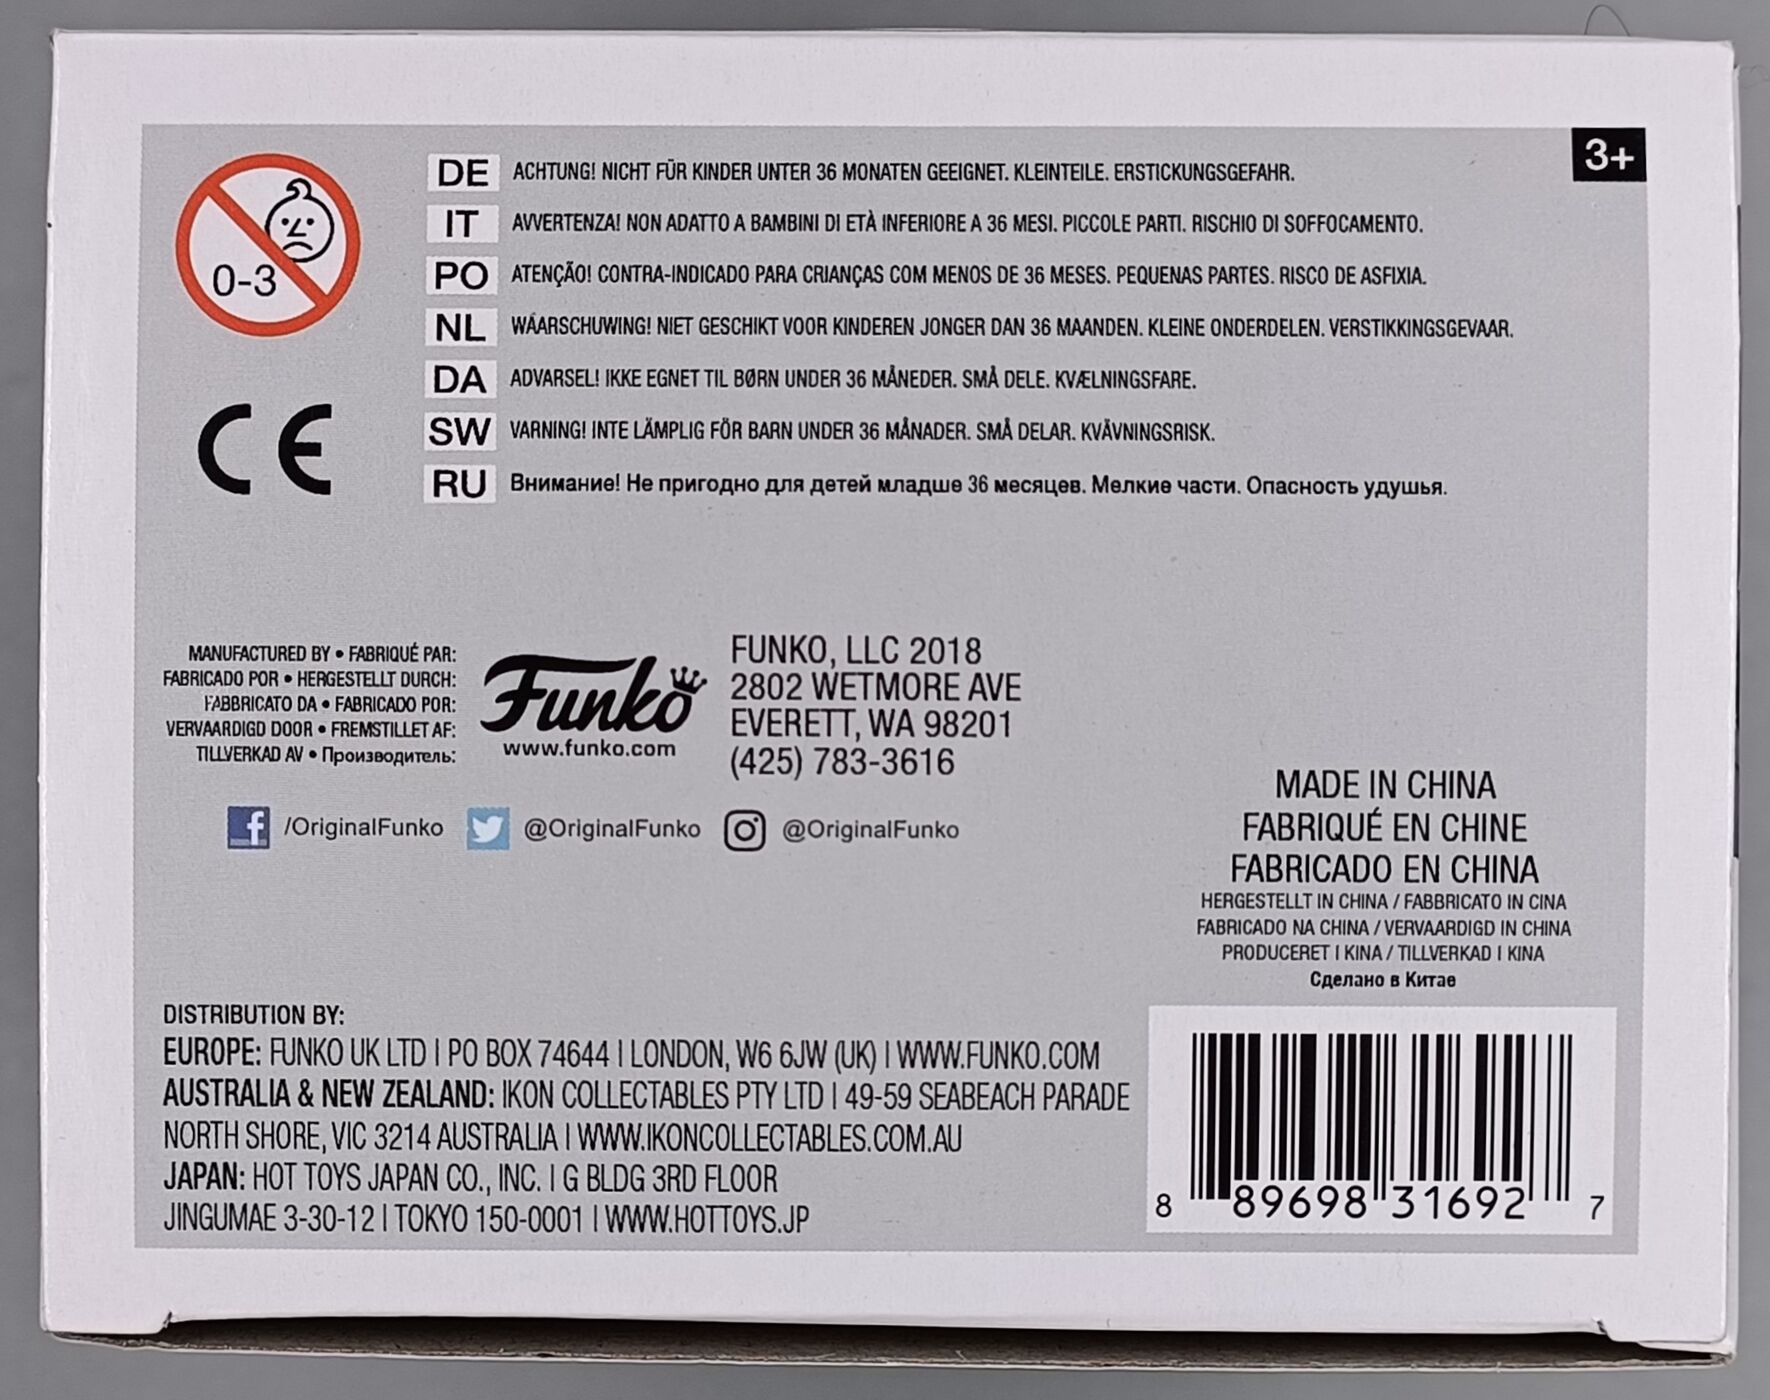 3+
0-3
DE ACHTUNG! NICHT FÜR KINDER UNTER 36 MONATEN GEEIGNET. KLEINTEILE. ERSTICKUNGSGEFAHR.
IT AVVERTENZA! NON ADATTO A BAMBINI DI ETÀ INFERIORE A 36 MESI. PICCOLE PARTI. RISCHIO DI SOFFOCAMENTO.
PO ATENÇÃO! CONTRA-INDICADO PARA CRIANÇAS COM MENOS DE 36 MESES. PEQUENAS PARTES. RISCO DE ASFIXIA.
NL WAARSCHUWING! NIET GESCHIKT VOOR KINDEREN JONGER DAN 36 MAANDEN. KLEINE ONDERDELEN. VERSTIKKINGSGEVAAR.
DA ADVARSEL! IKKE EGNET TIL BØRN UNDER 36 MÅNEDER. SMÅ DELE. KVÆLNINGSFARE.
SW VARNING! INTE LÄMPLIG FÖR BARN UNDER 36 MÅNADER. SMÅ DELAR. KVÄVNINGSRISK.
RU Внимание! Не пригодно для детей младше 36 месяцев. Мелкие части. Опасность удушья.
CE
MANUFACTURED BY • FABRIQUÉ PAR:
FABRICADO POR • HERGESTELLT DURCH:
FABBRICATO DA • FABRICADO POR:
VERVAARDIGD DOOR • FREMSTILLET AF:
TILLVERKAD AV • Производитель:
Funko
www.funko.com
FUNKO, LLC 2018
2802 WETMORE AVE
EVERETT, WA 98201
(425) 783-3616
/OriginalFunko @OriginalFunko @OriginalFunko
MADE IN CHINA
FABRIQUÉ EN CHINE
FABRICADO EN CHINA
HERGESTELLT IN CHINA / FABBRICATO IN CINA
FABRICADO NA CHINA / VERVAARDIGD IN CHINA
PRODUCERET I KINA / TILLVERKAD I KINA
Сделано в Китае
DISTRIBUTION BY:
EUROPE: FUNKO UK LTD | PO BOX 74644 | LONDON, W6 6JW (UK) | WWW.FUNKO.COM
AUSTRALIA & NEW ZEALAND: IKON COLLECTABLES PTY LTD | 49-59 SEABEACH PARADE
NORTH SHORE, VIC 3214 AUSTRALIA | WWW.IKONCOLLECTABLES.COM.AU
JAPAN: HOT TOYS JAPAN CO., INC. | G BLDG 3RD FLOOR
JINGUMAE 3-30-12 | TOKYO 150-0001 | WWW.HOTTOYS.JP
8 89698 31692 7